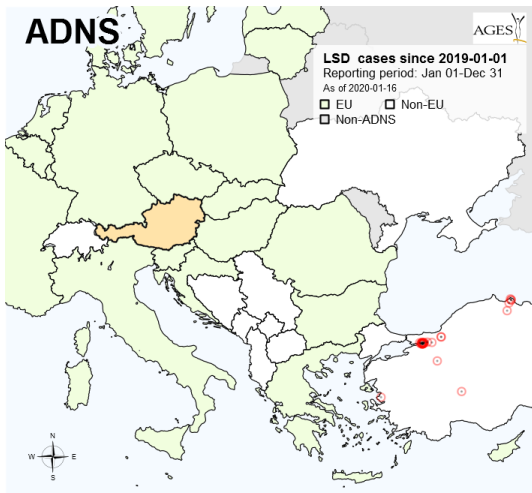 ADNS
AGES
LSD cases since 2019-01-01
Reporting period: Jan 01-Dec 31
As of 2020-01-16
EU Non-EU
Non-ADNS
N
W E
S